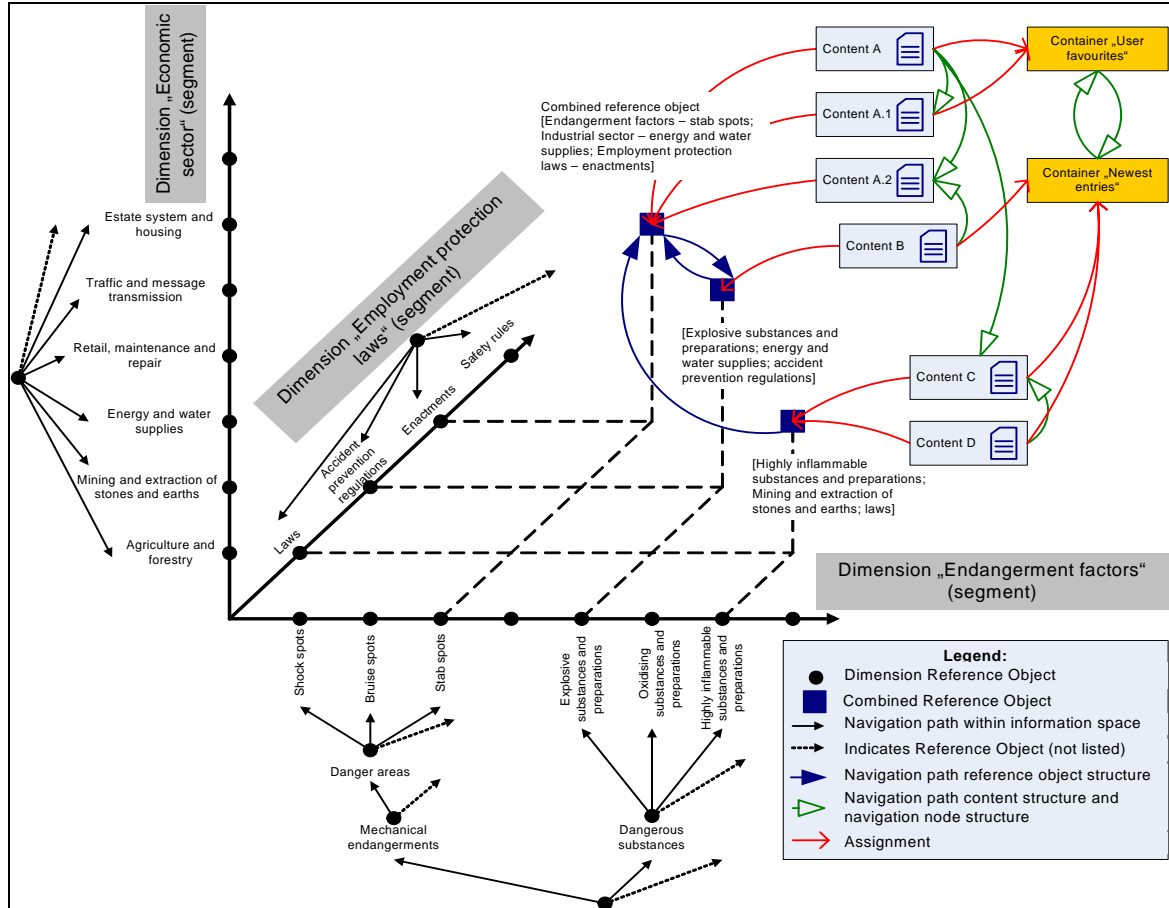 Dimension „Economic
sector“ (segment)
Estate system and
housing
Traffic and message
transmission
Retail, maintenance and
repair
Energy and water
supplies
Mining and extraction of
stones and earths
Agriculture and
forestry
Dimension „Employment protection
laws“ (segment)
Safety rules
Enactments
Accident
prevention
regulations
Laws
Combined reference object
[Endangerment factors – stab spots;
Industrial sector – energy and water
supplies; Employment protection
laws – enactments]
Content A
Content A.1
Content A.2
Content B
Content C
Content D
Container „User
favourites“
Container „Newest
entries“
[Explosive substances and
preparations; energy and
water supplies; accident
prevention regulations]
[Highly inflammable
substances and preparations;
Mining and extraction of
stones and earths; laws]
Dimension „Endangerment factors“
(segment)
Shock spots
Bruise spots
Stab spots
Explosive
substances and
preparations
Oxidising
substances and
preparations
Highly inflammable
substances and
preparations
Danger areas
Mechanical
endangerments
Dangerous
substances
Legend:
Dimension Reference Object
Combined Reference Object
Navigation path within information space
Indicates Reference Object (not listed)
Navigation path reference object structure
Navigation path content structure and
navigation node structure
Assignment